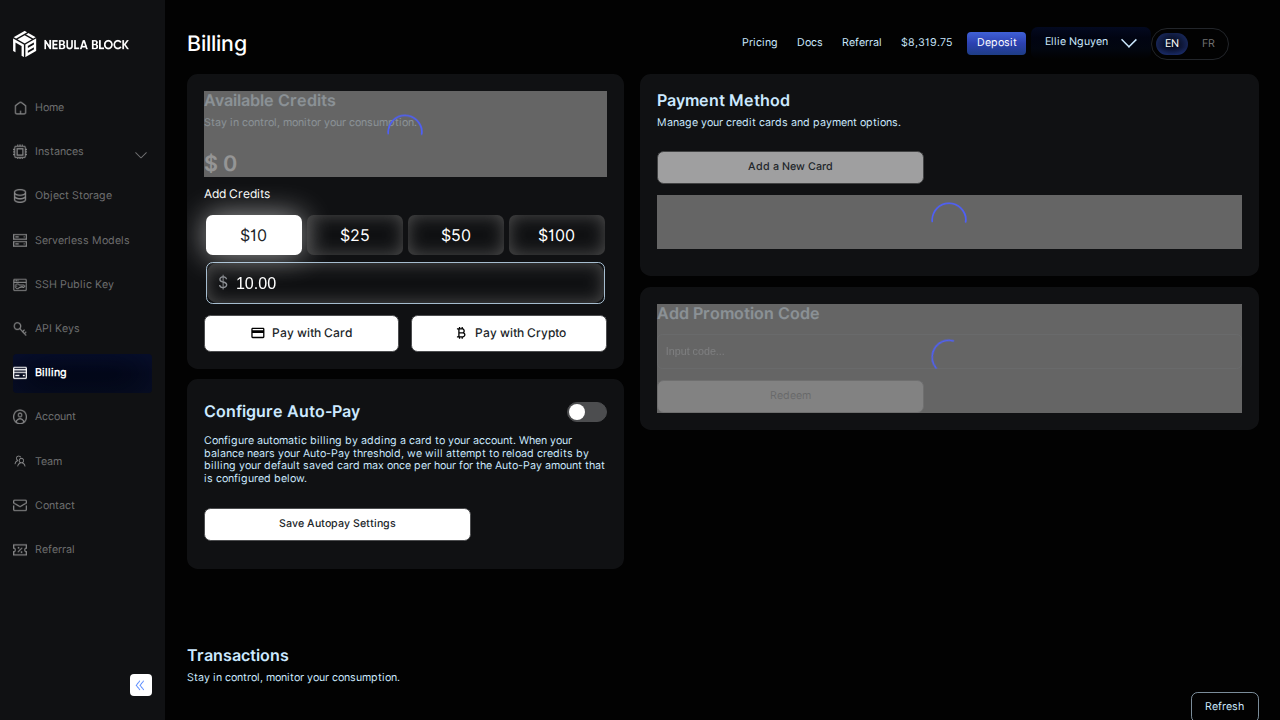 NEBULA BLOCK
Home
Instances
Object Storage
Serverless Models
SSH Public Key
API Keys
Billing
Account
Team
Contact
Referral
Billing
Pricing
Docs
Referral
$8,319.75
Deposit
Ellie Nguyen
EN
FR
Available Credits
Stay in control, monitor your consumption.
$ 0
Add Credits
$10
$25
$50
$100
$ 10.00
Pay with Card
Pay with Crypto
Configure Auto-Pay
Configure automatic billing by adding a card to your account. When your
balance nears your Auto-Pay threshold, we will attempt to reload credits by
billing your default saved card max once per hour for the Auto-Pay amount that
is configured below.
Save Autopay Settings
Payment Method
Manage your credit cards and payment options.
Add a New Card
Add Promotion Code
Input code...
Redeem
Transactions
Stay in control, monitor your consumption.
Refresh